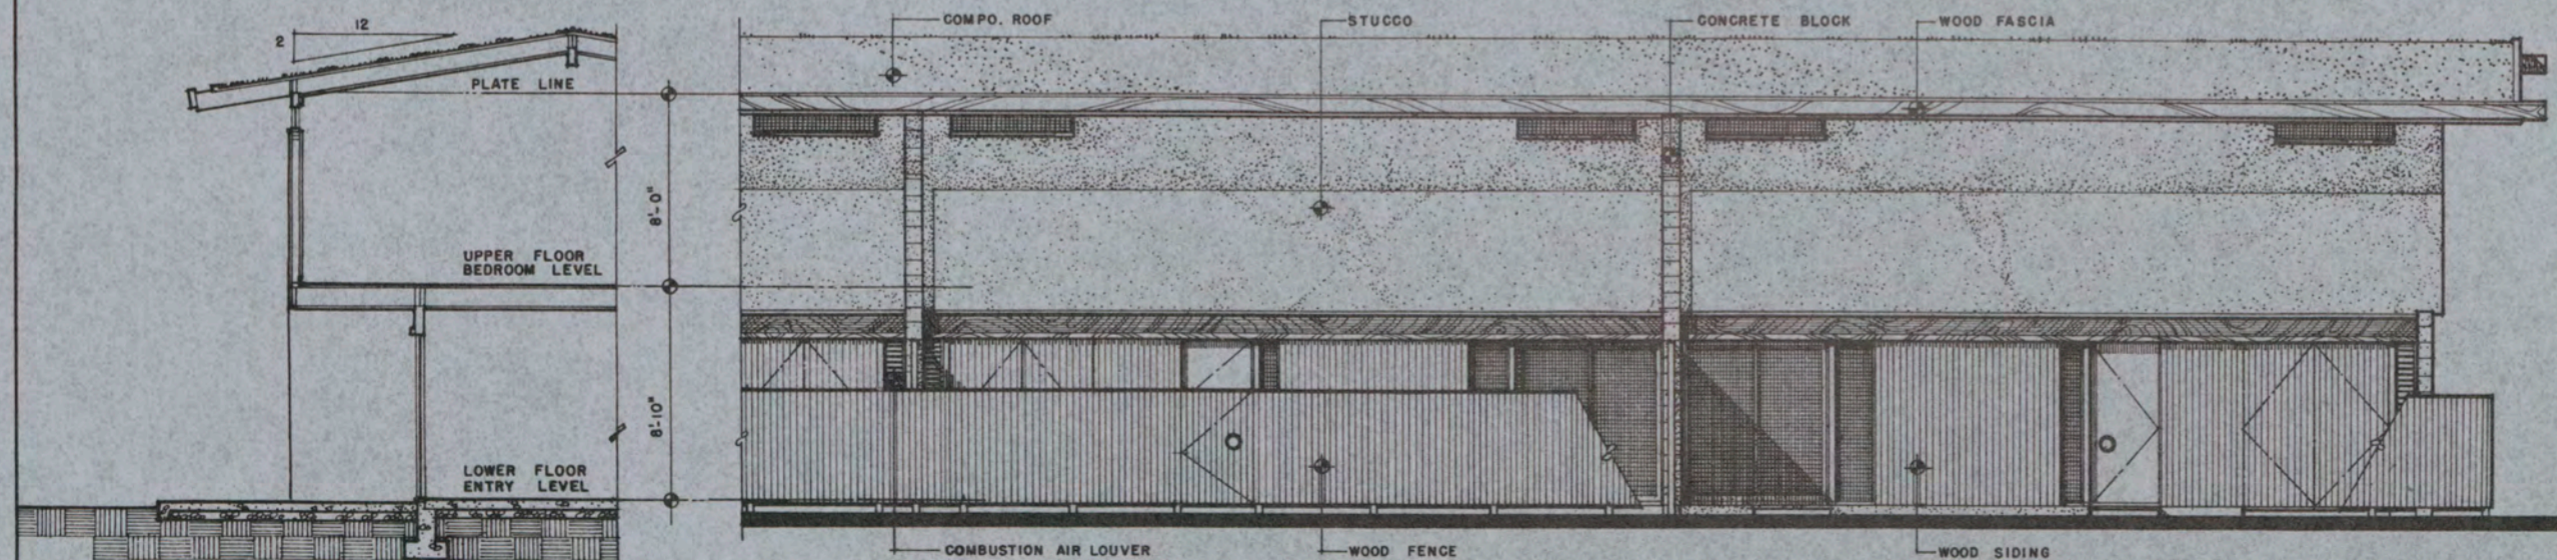 12
2
PLATE LINE
8'-0"
UPPER FLOOR
BEDROOM LEVEL
8'-10"
LOWER FLOOR
ENTRY LEVEL
COMPO. ROOF
STUCCO
CONCRETE BLOCK
WOOD FASCIA
COMBUSTION AIR LOUVER
WOOD FENCE
WOOD SIDING